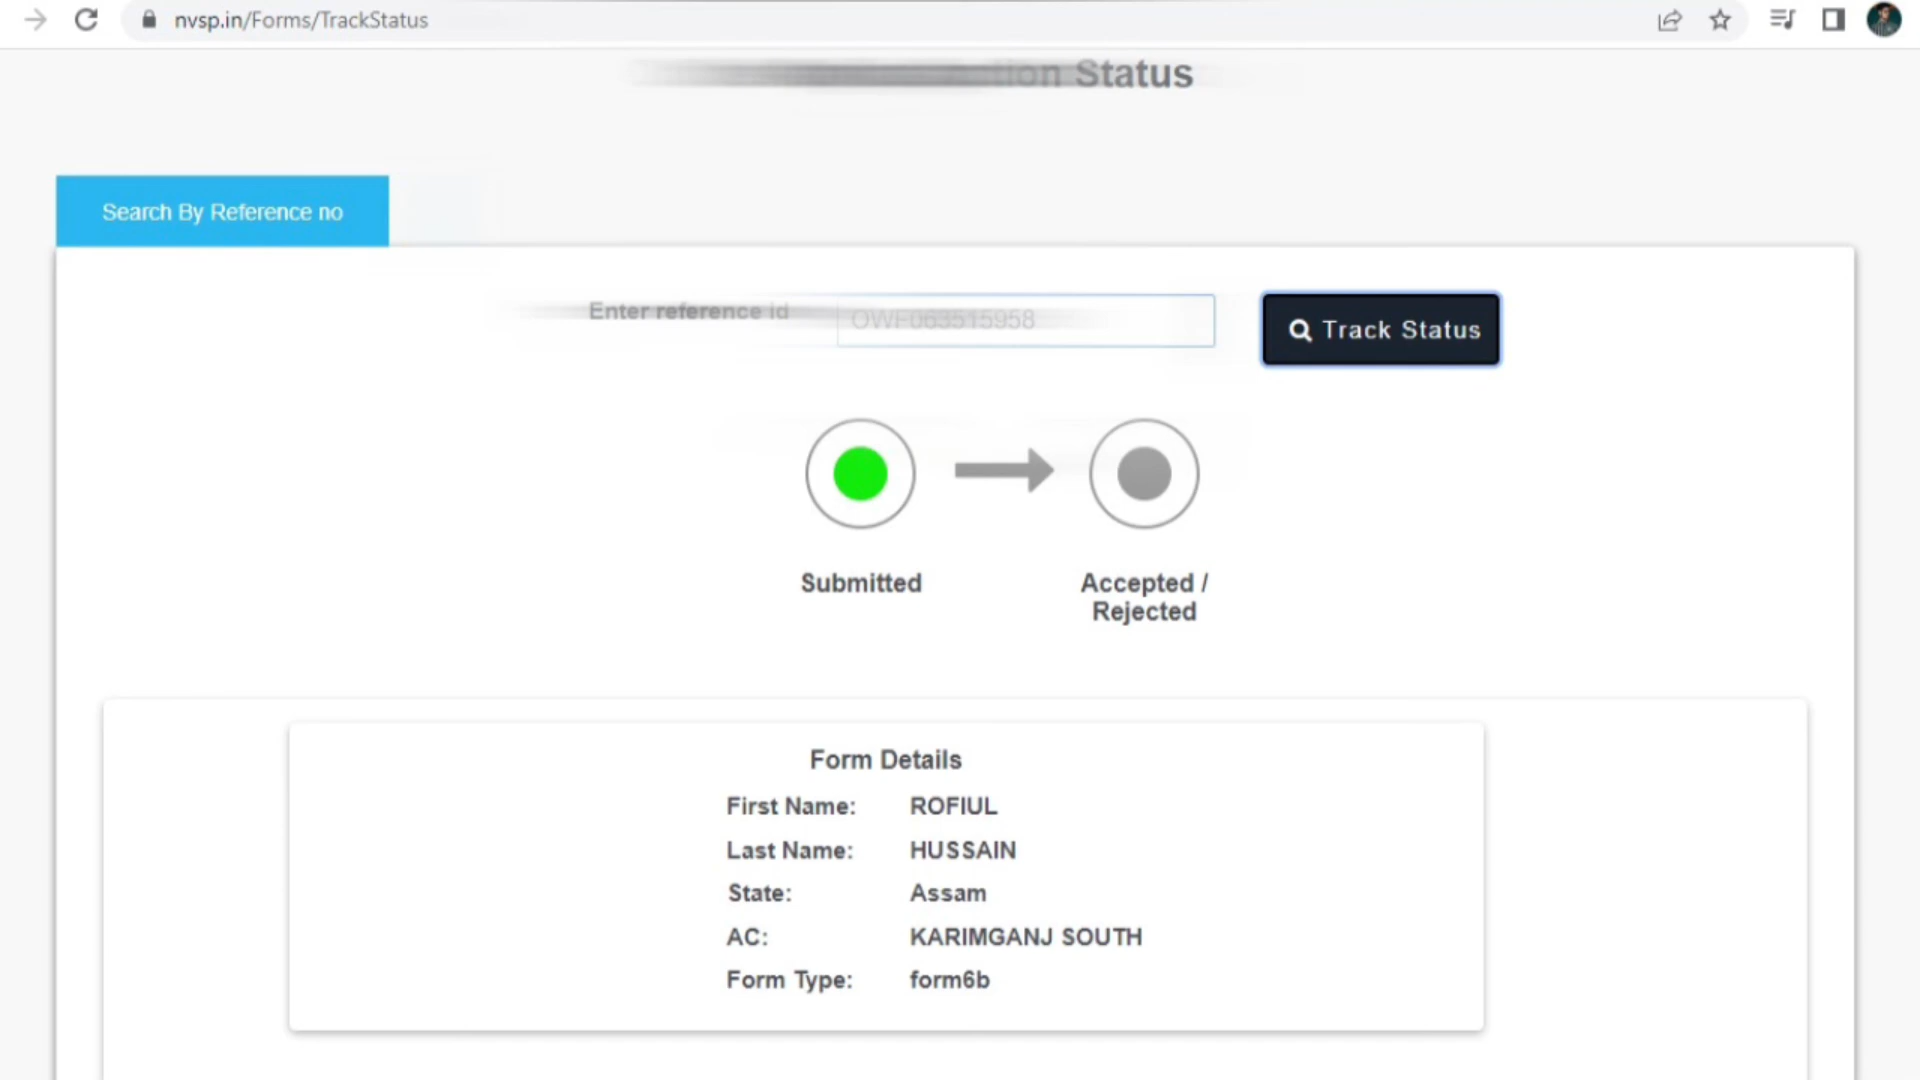 nvsp.in/Forms/TrackStatus
Status
Search By Reference no
Enter reference id
OWF063515958
Track Status
Submitted
Accepted /
Rejected
Form Details
First Name: ROFIUL
Last Name: HUSSAIN
State: Assam
AC: KARIMGANJ SOUTH
Form Type: form6b